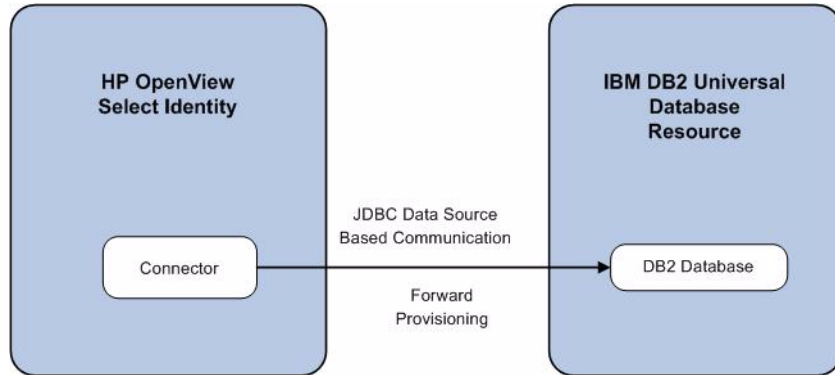 HP OpenView
Select Identity
IBM DB2 Universal
Database
Resource
JDBC Data Source
Based Communication
Connector
DB2 Database
Forward
Provisioning